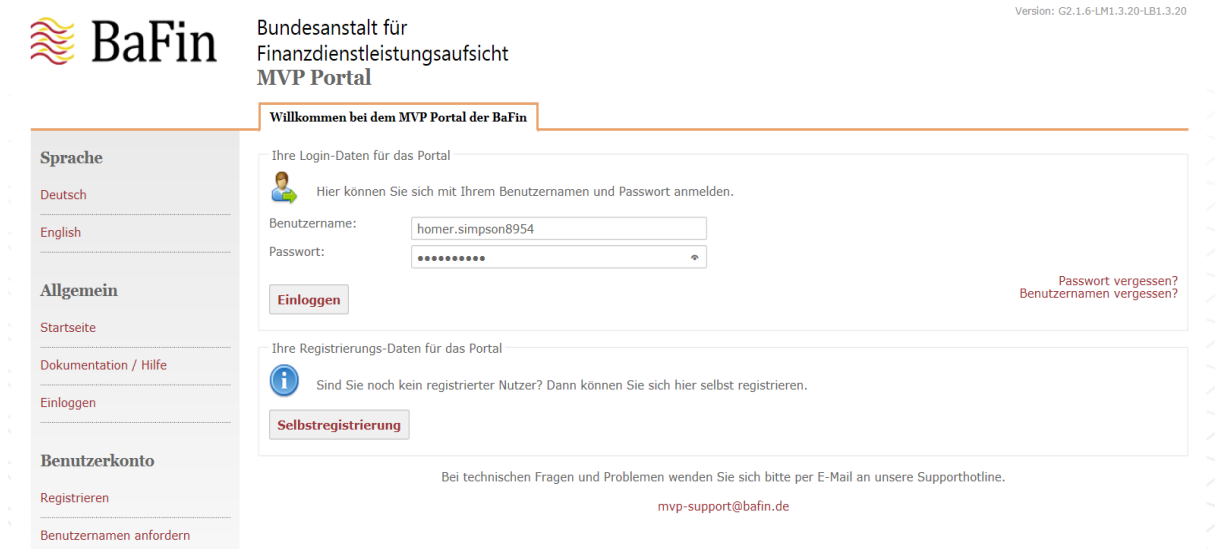 Version: G2.1.6-LM1.3.20-LB1.3.20
BaFin
Bundesanstalt für
Finanzdienstleistungsaufsicht
MVP Portal
Willkommen bei dem MVP Portal der BaFin
Sprache
Deutsch
English
Allgemein
Startseite
Dokumentation / Hilfe
Einloggen
Benutzerkonto
Registrieren
Benutzernamen anfordern
Ihre Login-Daten für das Portal
Hier können Sie sich mit Ihrem Benutzernamen und Passwort anmelden.
Benutzername: homer.simpson8954
Passwort: ••••••••••
Passwort vergessen?
Benutzernamen vergessen?
Einloggen
Ihre Registrierungs-Daten für das Portal
Sind Sie noch kein registrierter Nutzer? Dann können Sie sich hier selbst registrieren.
Selbstregistrierung
Bei technischen Fragen und Problemen wenden Sie sich bitte per E-Mail an unsere Supporthotline.
mvp-support@bafin.de